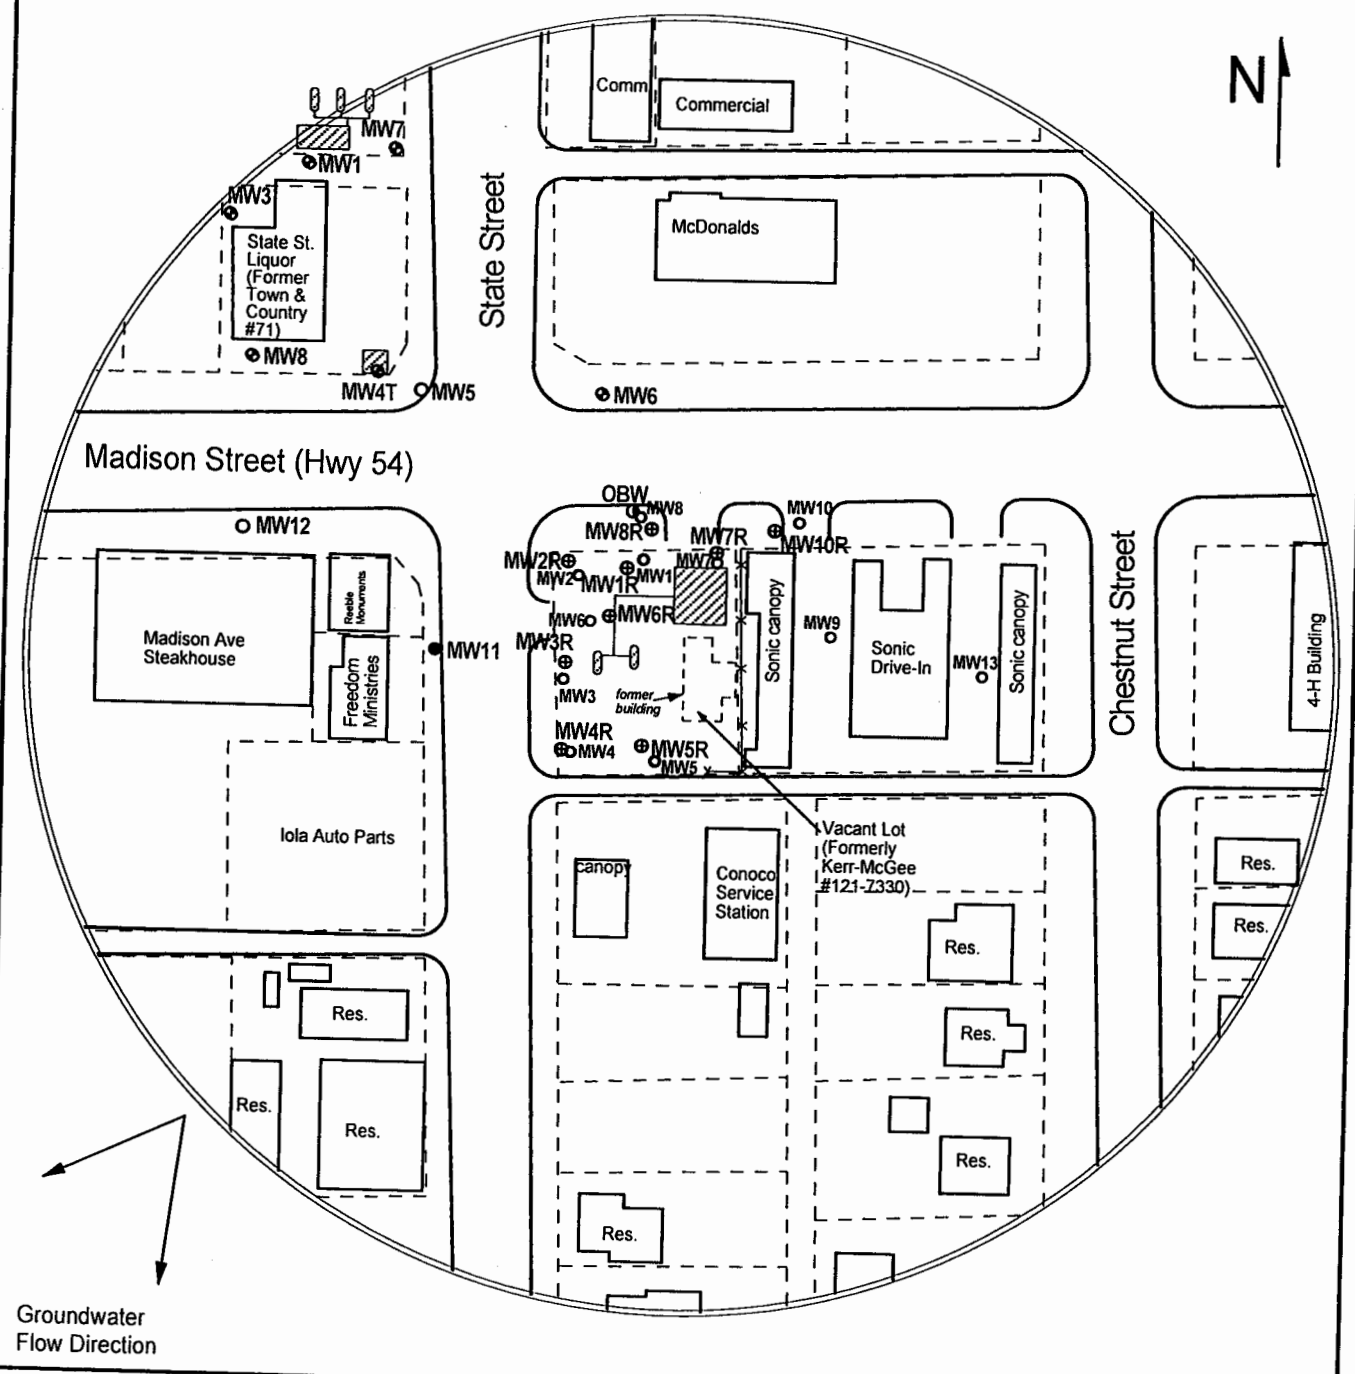 N
Comm
Commercial
MW7
MW1
MW3
State St.
Liquor
(Former
Town &
Country
#71)
State Street
McDonalds
MW8
MW4T
MW5
MW6
Madison Street (Hwy 54)
MW12
OBW
MW8
MW8R
MW7R
MW10
MW10R
MW2R
MW2
MW1R
MW1
MW6
MW6R
MW3R
MW3
MW4R
MW4
MW5R
MW5
MW9
MW13
MW11
Madison Ave
Steakhouse
Reeble
Monuments
Freedom
Ministries
former
building
Sonic canopy
Sonic
Drive-In
Sonic canopy
Chestnut Street
4-H Building
Iola Auto Parts
canopy
Conoco
Service
Station
Vacant Lot
(Formerly
Kerr-McGee
#121-7330)
Res.
Res.
Res.
Res.
Res.
Res.
Res.
Res.
Res.
Groundwater
Flow Direction